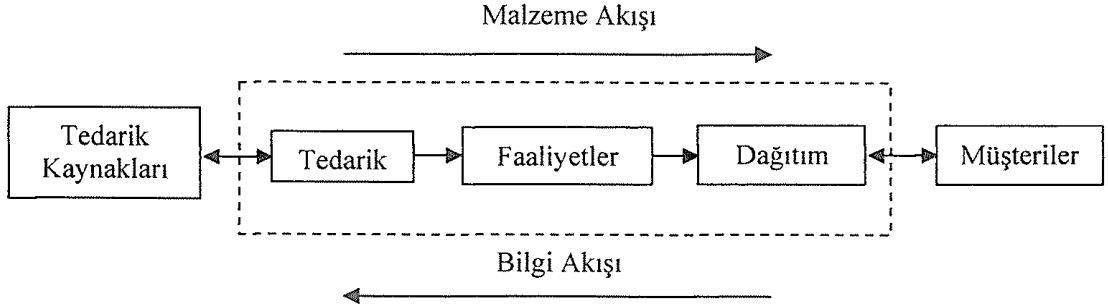 Malzeme Akışı
Tedarik
Kaynakları
Tedarik
Faaliyetler
Dağıtım
Müşteriler
Bilgi Akışı